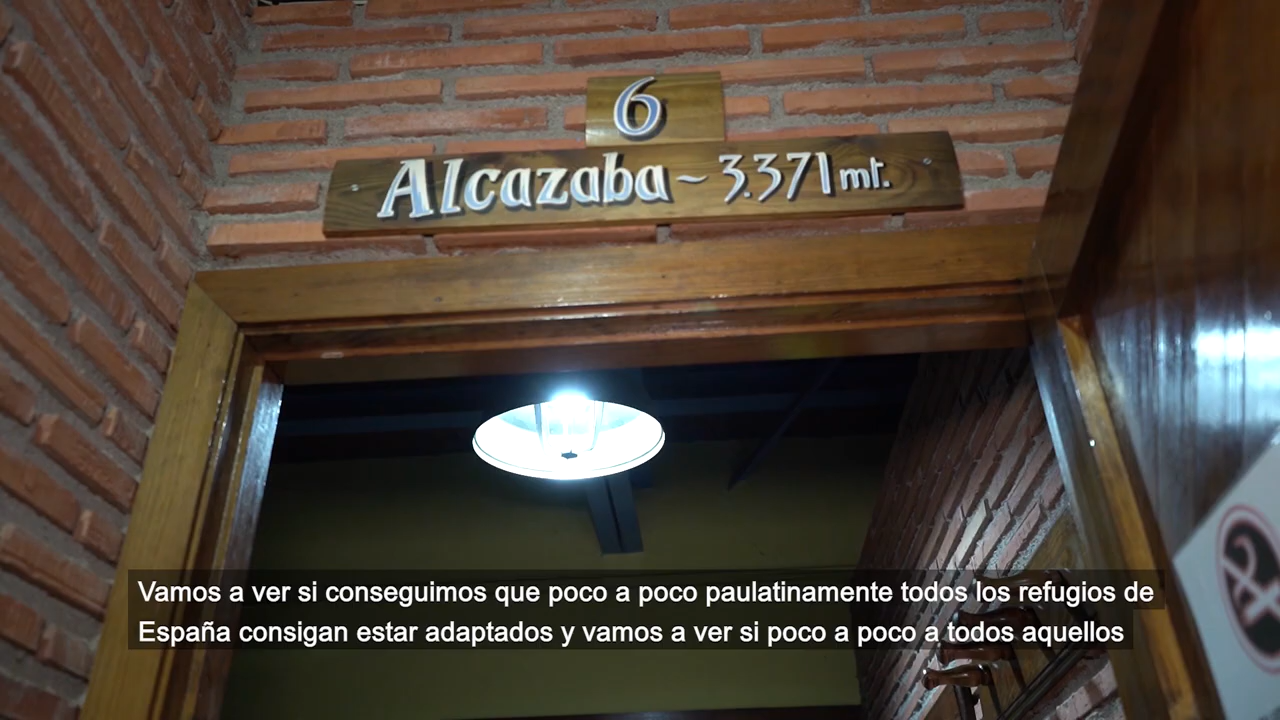 6
Alcazaba ~ 3.371 mt.
Vamos a ver si conseguimos que poco a poco paulatinamente todos los refugios de
España consigan estar adaptados y vamos a ver si poco a poco a todos aquellos